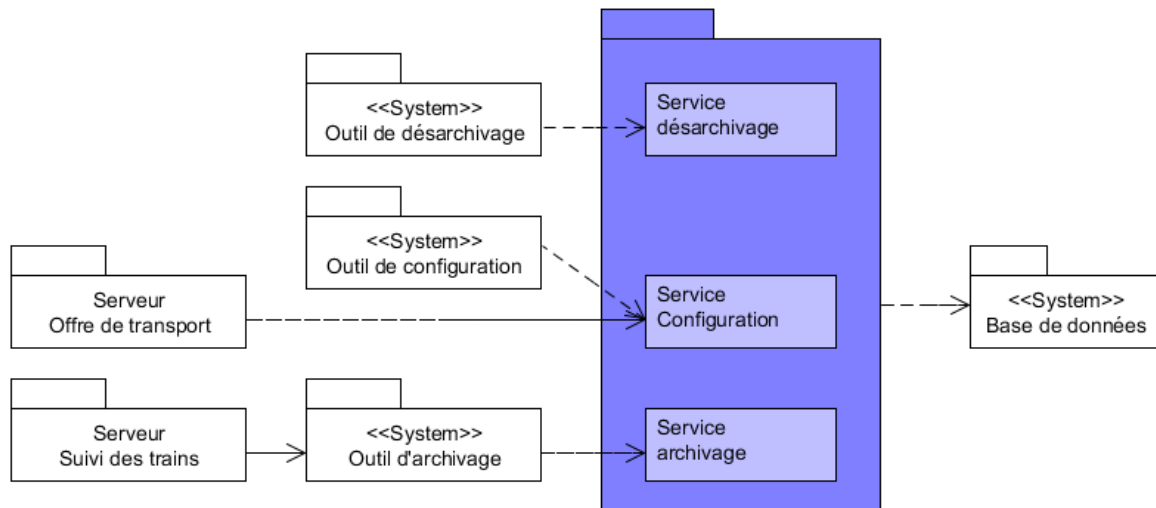 <<System>>
Outil de désarchivage
Service
désarchivage
<<System>>
Outil de configuration
Serveur
Offre de transport
Service
Configuration
<<System>>
Base de données
Serveur
Suivi des trains
<<System>>
Outil d'archivage
Service
archivage